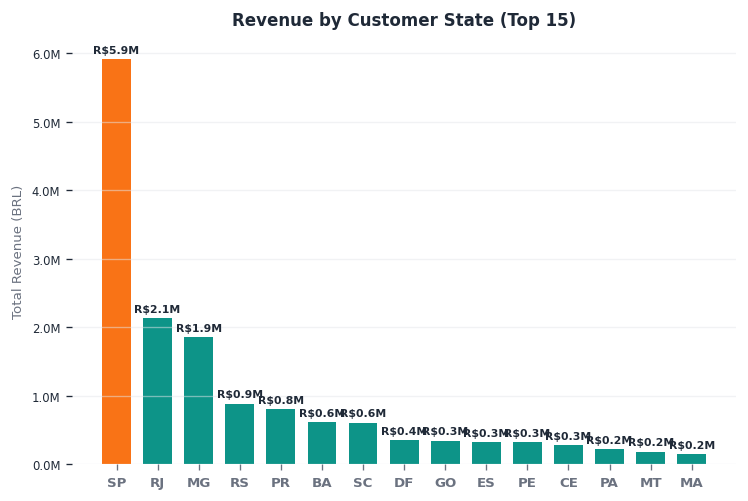 Revenue by Customer State (Top 15)
Total Revenue (BRL)
6.0M
5.0M
4.0M
3.0M
2.0M
1.0M
0.0M
R$5.9M
R$2.1M
R$1.9M
R$0.9M
R$0.8M
R$0.6M
R$0.6M
R$0.4M
R$0.3M
R$0.3M
R$0.3M
R$0.3M
R$0.2M
R$0.2M
R$0.2M
SP RJ MG RS PR BA SC DF GO ES PE CE PA MT MA